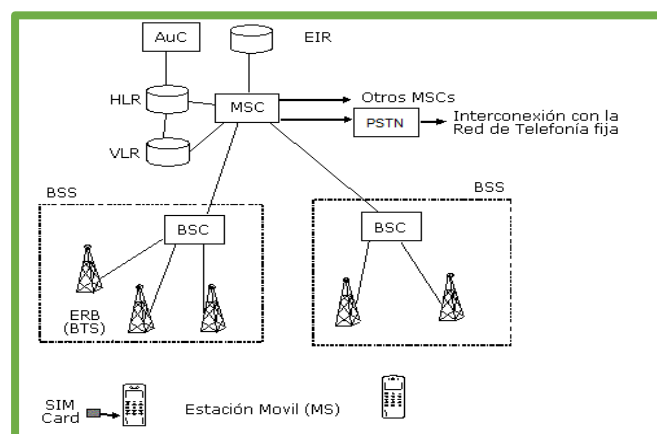 AuC
EIR
HLR
MSC
Otros MSCs
PSTN
Interconexión con la
Red de Telefonía fija
VLR
BSS
BSS
BSC
BSC
ERB
(BTS)
SIM
Card
Estación Movil (MS)